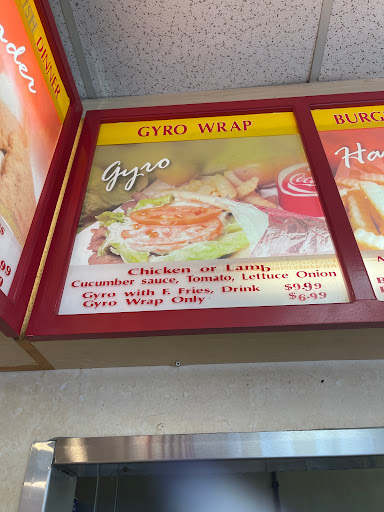 DINNER
GYRO WRAP
Gyro
Chicken or Lamb
Cucumber sauce, Tomato, Lettuce Onion
Gyro with F. Fries, Drink $9.99
Gyro Wrap Only $6.99